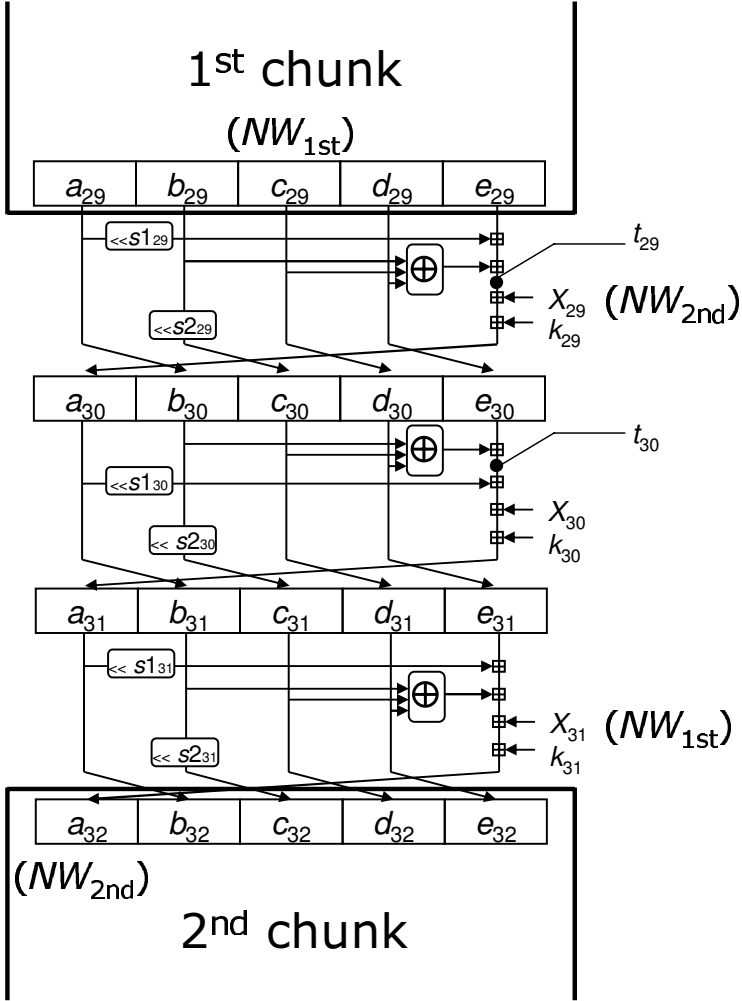 1st chunk
(NW1st)
a29 b29 c29 d29 e29
<<s129
t29
X29 (NW2nd)
<<s229
k29
a30 b30 c30 d30 e30
t30
<<s130
X30
<< s230
k30
a31 b31 c31 d31 e31
<< s131
X31 (NW1st)
<< s231
k31
a32 b32 c32 d32 e32
(NW2nd)
2nd chunk